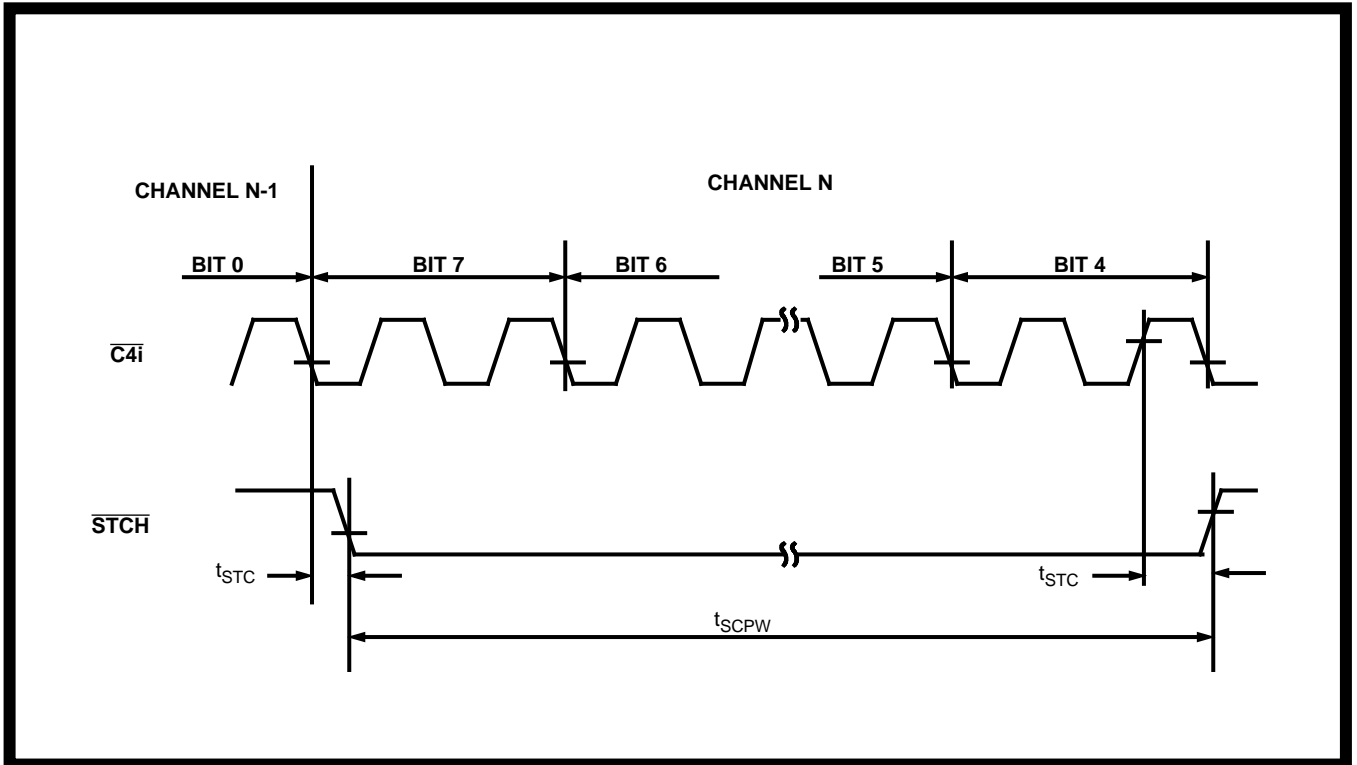 CHANNEL N-1
CHANNEL N
BIT 0
BIT 7
BIT 6
BIT 5
BIT 4
C4i
STCH
tSTC
tSTC
tSCPW